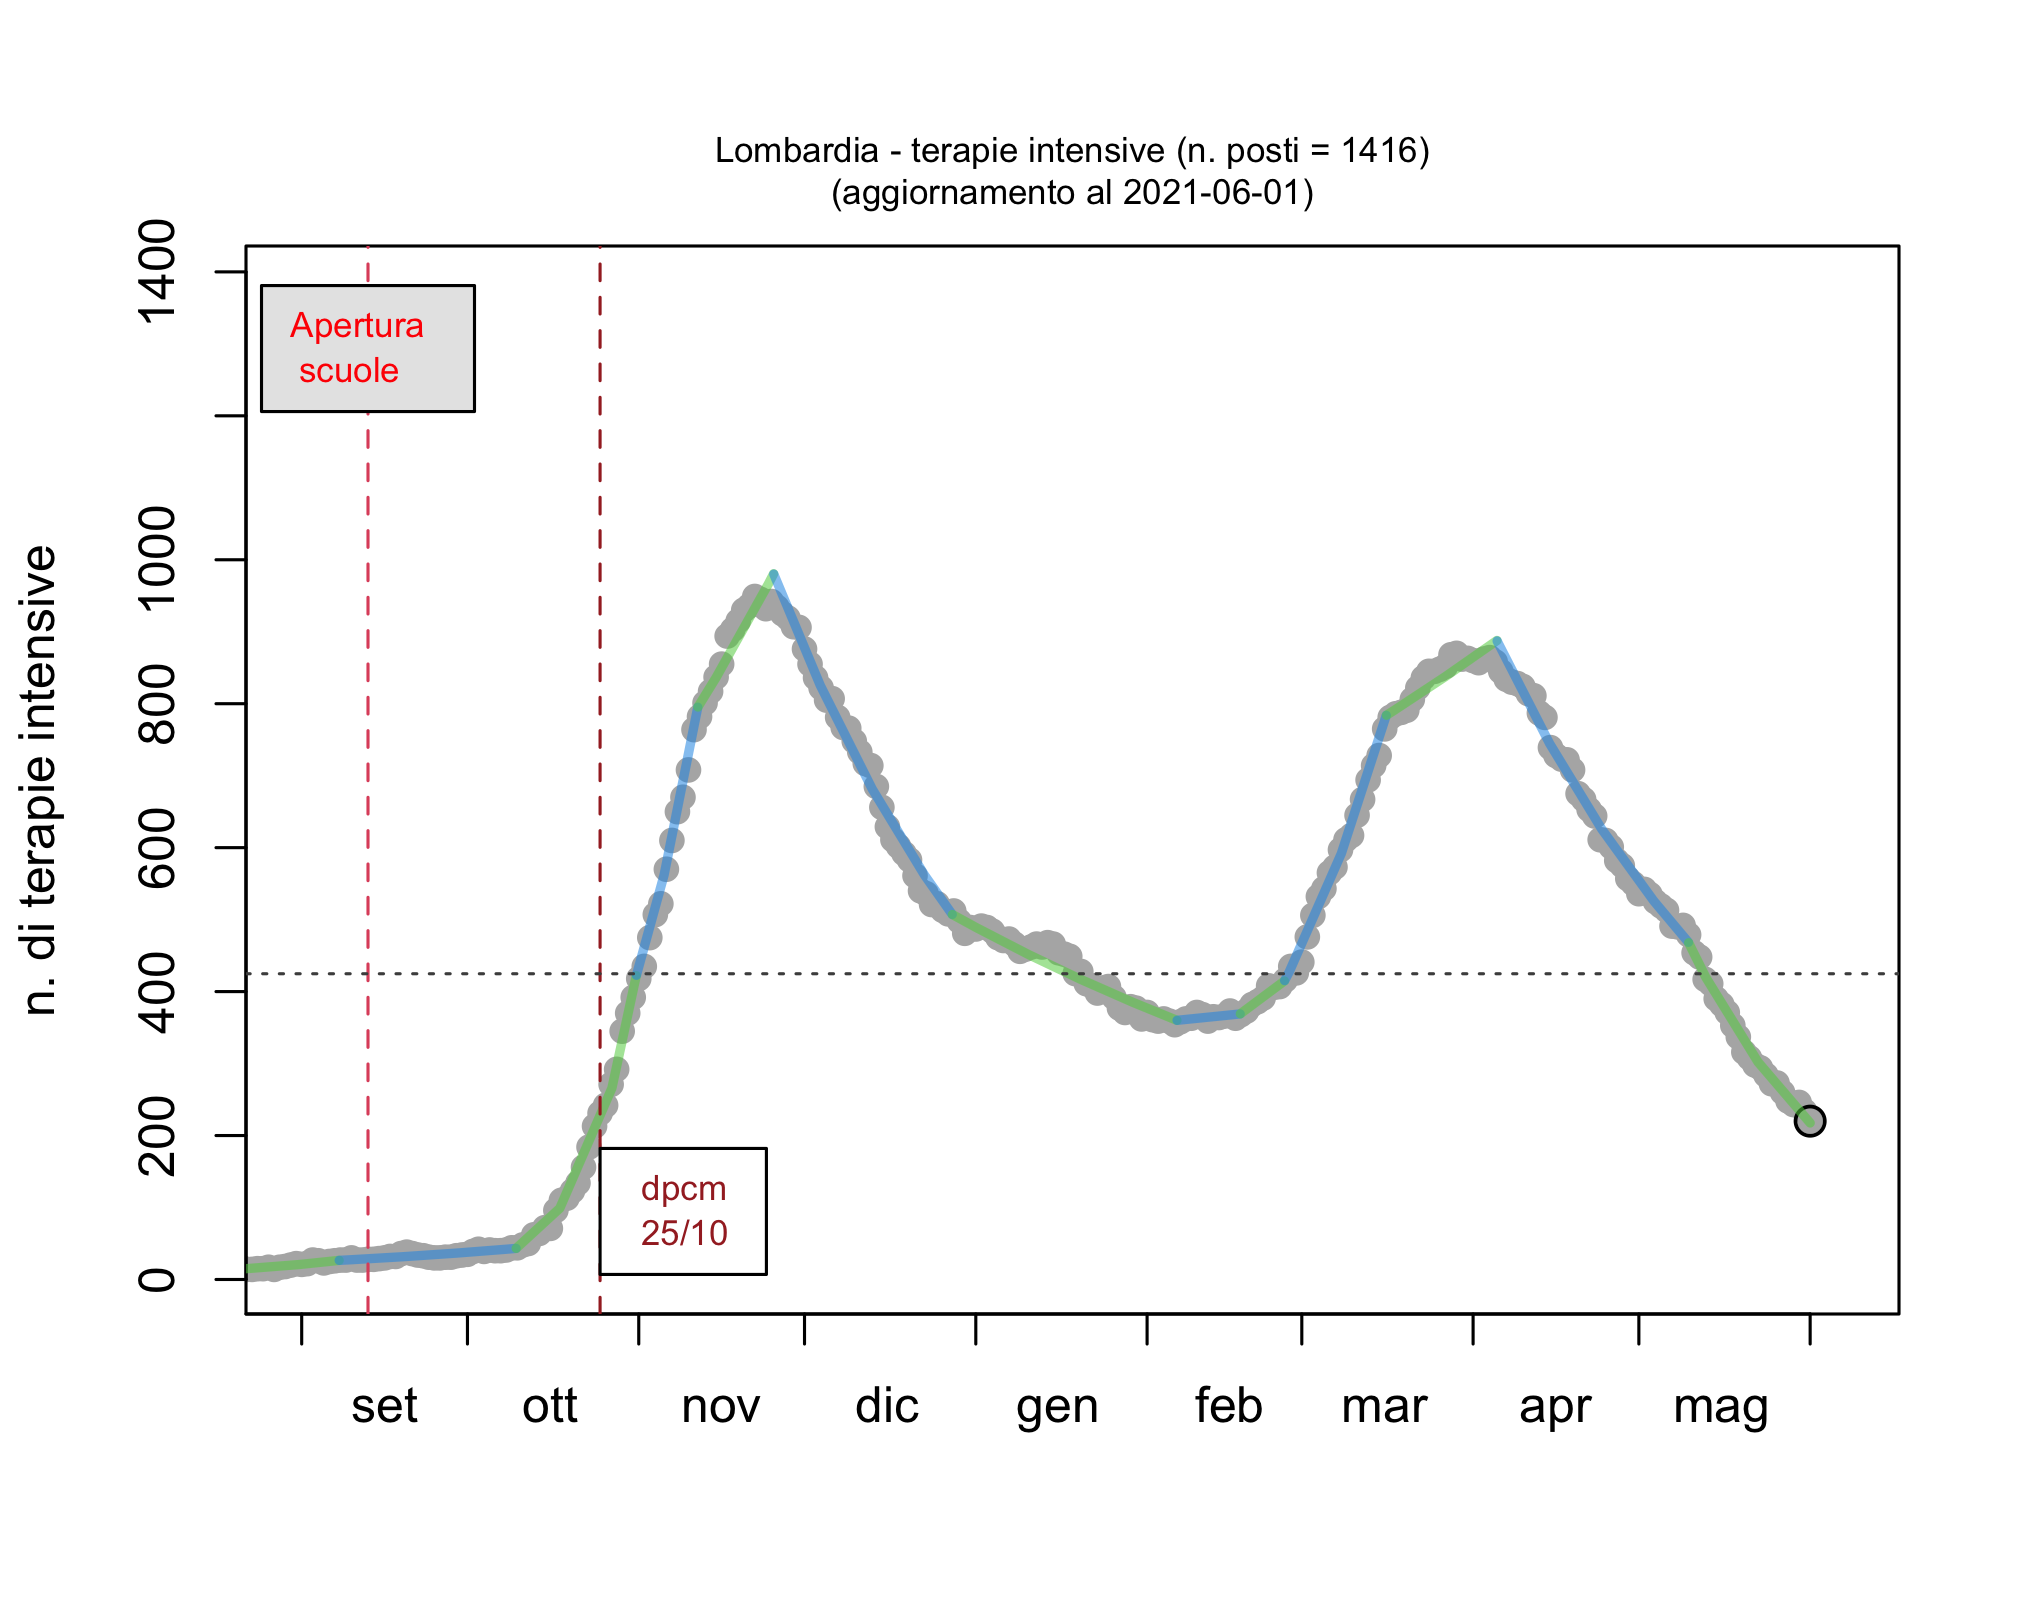 Lombardia - terapie intensive (n. posti = 1416)
(aggiornamento al 2021-06-01)
n. di terapie intensive
1400
1000
800
600
400
200
0
Apertura
scuole
dpcm
25/10
set ott nov dic gen feb mar apr mag